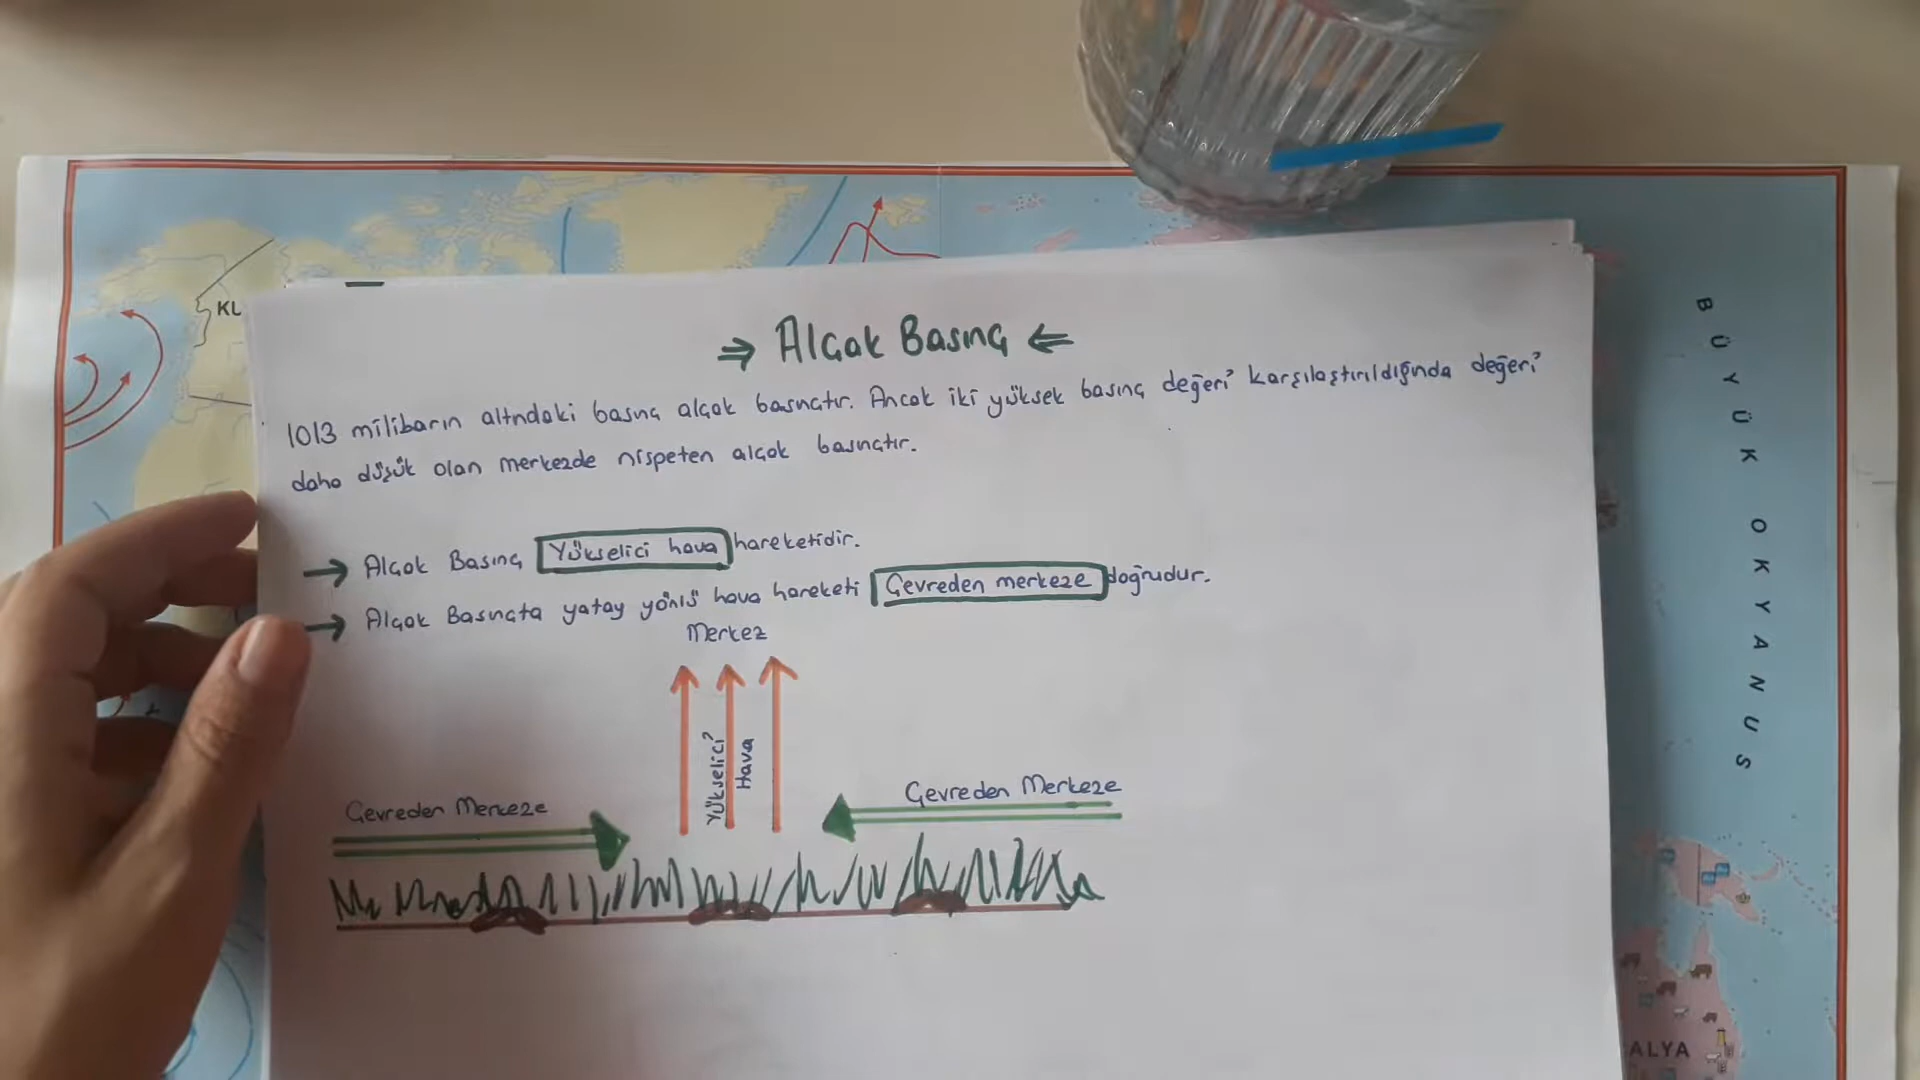 KL
⇒ Alçak Basınç ⇐
1013 milibarın altındaki basınç alçak basınçtır. Ancak iki yüksek basınç değeri karşılaştırıldığında değeri
daha düşük olan merkezde nispeten alçak basınçtır.
→ Alçak Basınç Yükselici hava hareketidir.
→ Alçak Basınçta yatay yönlü hava hareketi Çevreden merkeze doğrudur.
Merkez
Yükselici
Hava
Çevreden Merkeze
Çevreden Merkeze
BÜYÜK OKYANUS
ALYA